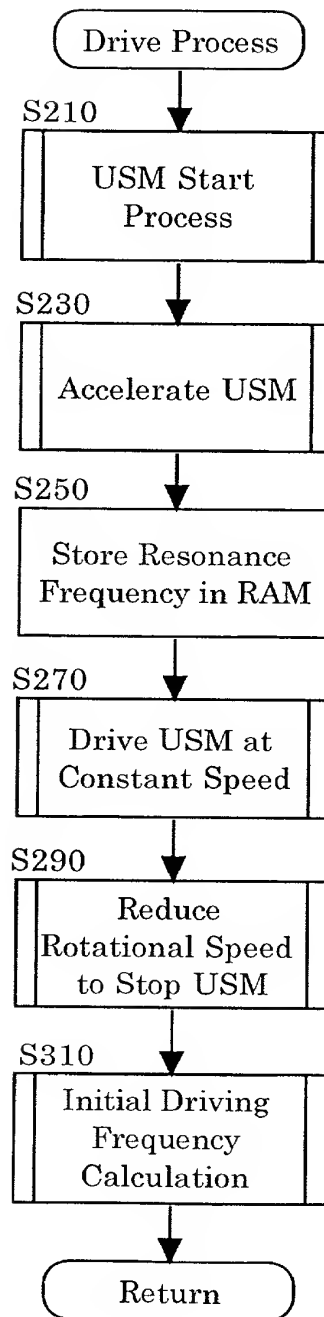 Drive Process
S210
USM Start
Process
S230
Accelerate USM
S250
Store Resonance
Frequency in RAM
S270
Drive USM at
Constant Speed
S290
Reduce
Rotational Speed
to Stop USM
S310
Initial Driving
Frequency
Calculation
Return